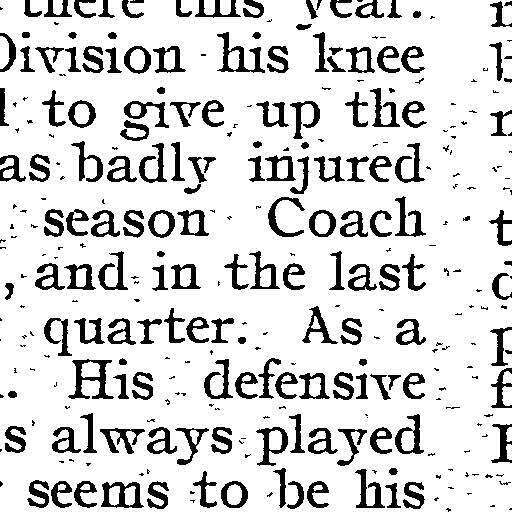 there this year.
Division his knee
to give up the
as badly injured
season Coach
, and in the last
quarter. As a
. His defensive
always played
seems to be his